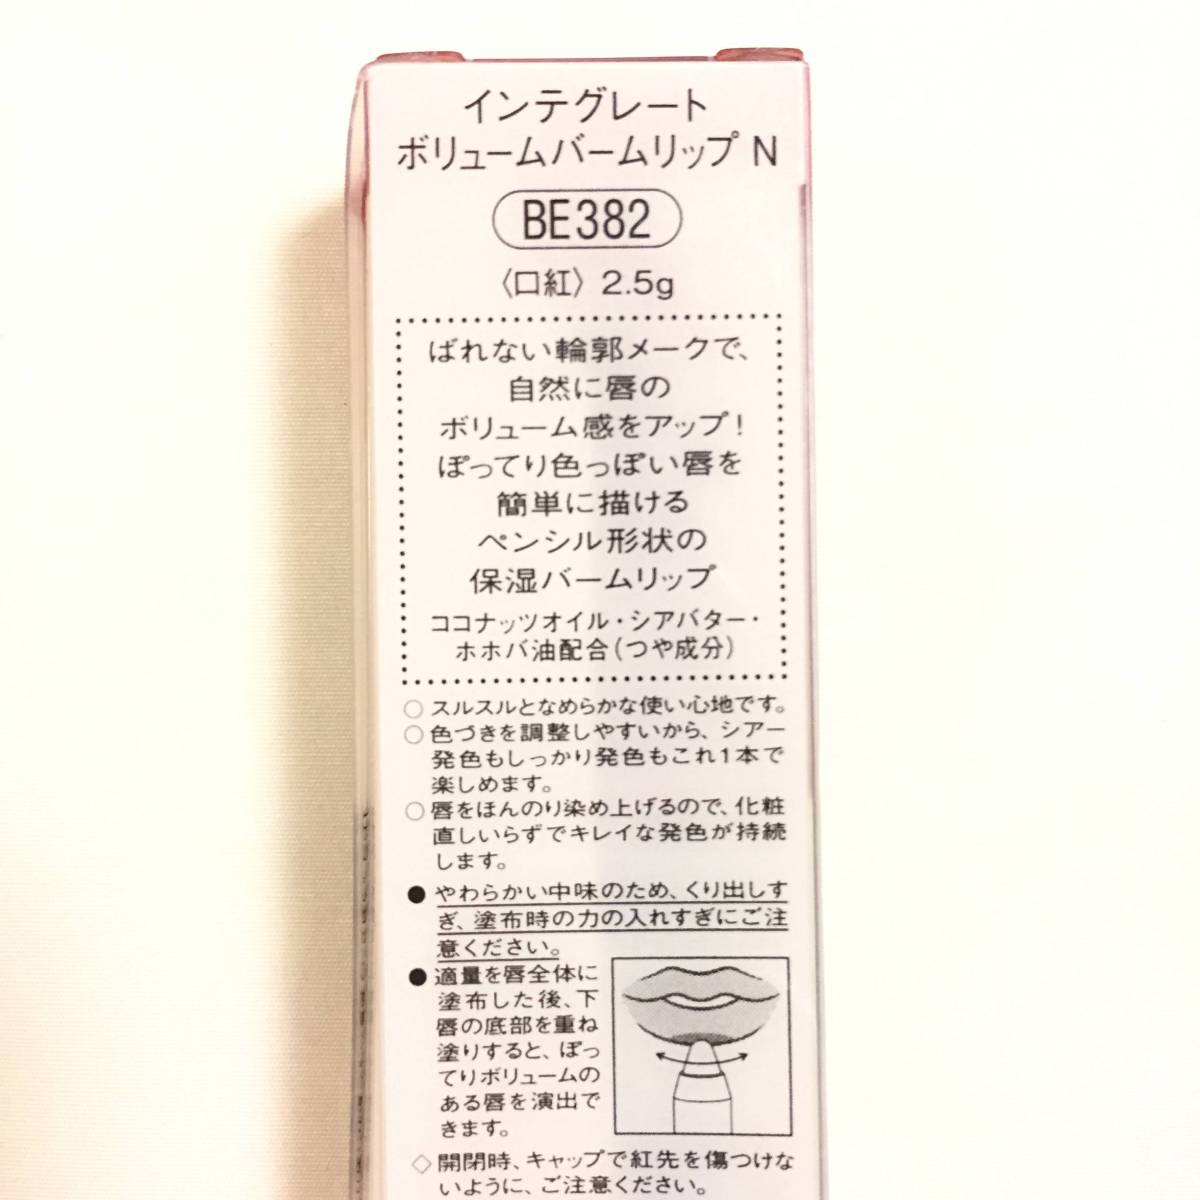 インテグレート
ボリュームバームリップ N
BE382
〈口紅〉 2.5g
ばれない輪郭メークで、
自然に唇の
ボリューム感をアップ!
ぽってり色っぽい唇を
簡単に描ける
ペンシル形状の
保湿バームリップ
ココナッツオイル・シアバター・
ホホバ油配合(つや成分)
○ スルスルとなめらかな使い心地です。
○ 色づきを調整しやすいから、シアー
発色もしっかり発色もこれ1本で
楽しめます。
○ 唇をほんのり染め上げるので、化粧
直しいらずでキレイな発色が持続
します。
● やわらかい中味のため、くり出しす
ぎ、塗布時の力の入れすぎにご注
意ください。
● 適量を唇全体に
塗布した後、下
唇の底部を重ね
塗りすると、ぽっ
てりボリュームの
ある唇を演出で
きます。
◇ 開閉時、キャップで紅先を傷つけな
いように、ご注意ください。